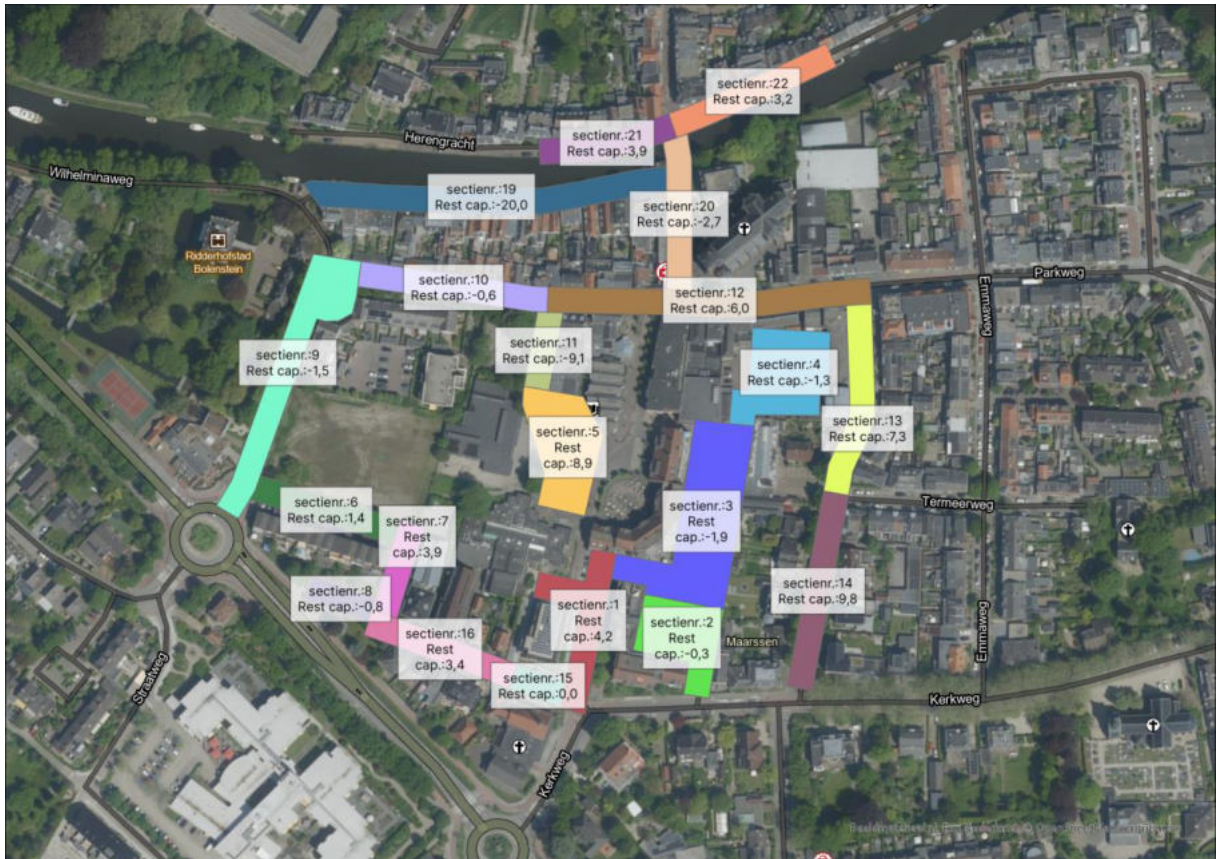 sectienr.:22
Rest cap.:3,2
sectienr.:21
Rest cap.:3,9
Herengracht
Wilhelminaweg
sectienr.:19
Rest cap.:-20,0
sectienr.:20
Rest cap.:-2,7
Ridderhofstad
Bolenstein
sectienr.:10
Rest cap.:-0,6
sectienr.:12
Rest cap.:6,0
Parkweg
Emmaweg
sectienr.:11
Rest cap.:-9,1
sectienr.:9
Rest cap.:-1,5
sectienr.:4
Rest cap.:-1,3
sectienr.:5
Rest
cap.:8,9
sectienr.:13
Rest cap.:7,3
sectienr.:6
Rest cap.:1,4
sectienr.:7
Rest
cap.:3,9
sectienr.:3
Rest
cap.:-1,9
Termeerweg
sectienr.:8
Rest cap.:-0,8
sectienr.:14
Rest cap.:9,8
sectienr.:1
Rest
cap.:4,2
sectienr.:2
Rest
cap.:-0,3
Maarssen
Emmaweg
sectienr.:16
Rest
cap.:3,4
sectienr.:15
Rest cap.:0,0
Straatweg
Kerkweg
Kerkweg